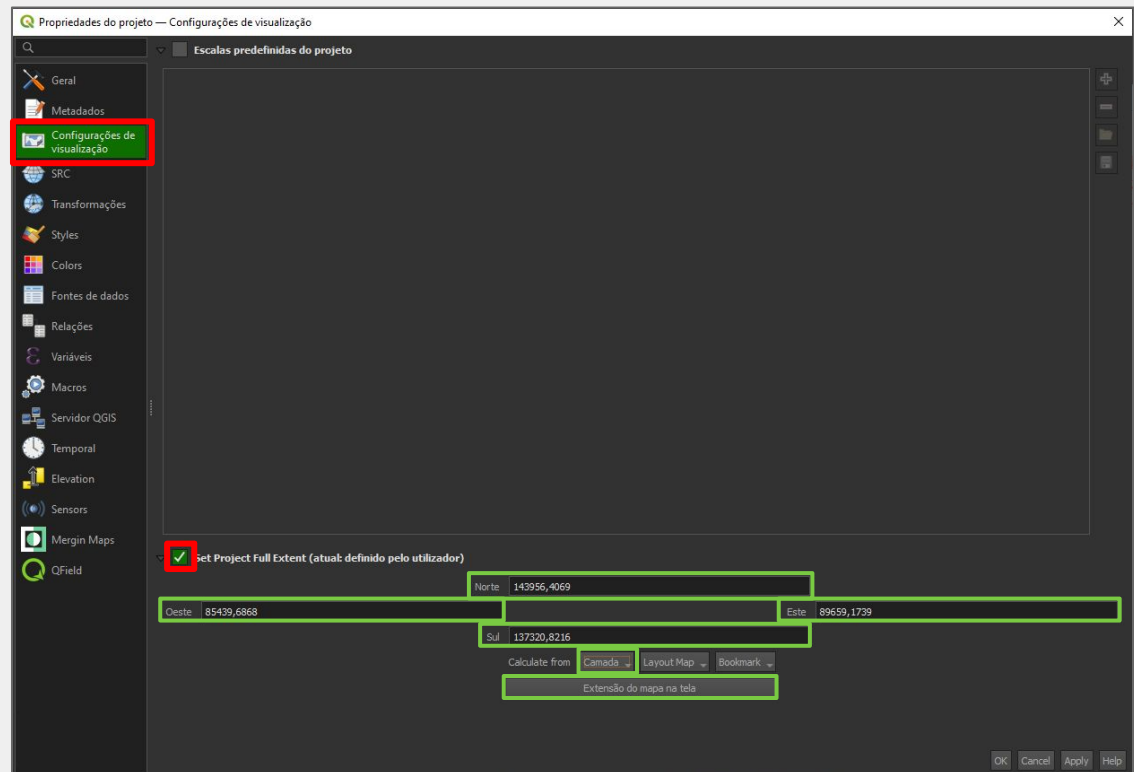 Propriedades do projeto — Configurações de visualização
Escalas predefinidas do projeto
Geral
Metadados
Configurações de
visualização
SRC
Transformações
Styles
Colors
Fontes de dados
Relações
Variáveis
Macros
Servidor QGIS
Temporal
Elevation
Sensors
Mergin Maps
QField
Set Project Full Extent (atual: definido pelo utilizador)
Norte 143956,4069
Oeste 85439,6868 Este 89659,1739
Sul 137320,8216
Calculate from Camada Layout Map Bookmark
Extensão do mapa na tela
OK Cancel Apply Help